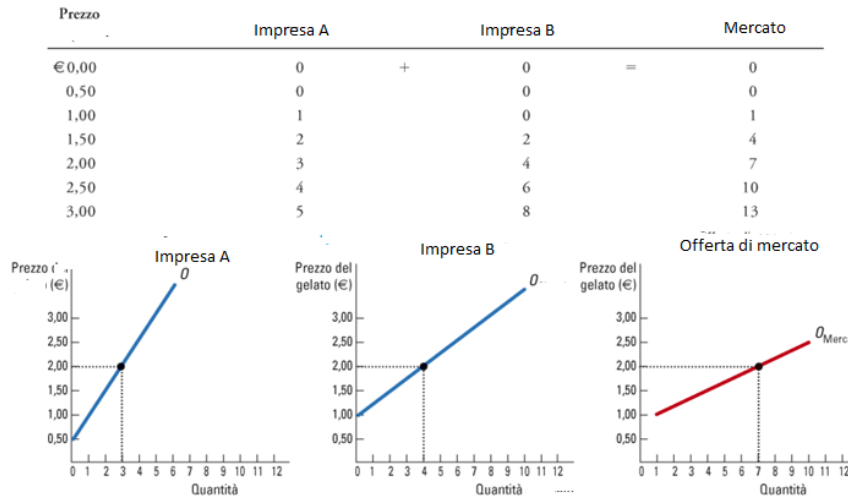 Prezzo
Impresa A Impresa B Mercato
€0,00 0 + 0 = 0
0,50 0 0 0
1,00 1 0 1
1,50 2 2 4
2,00 3 4 7
2,50 4 6 10
3,00 5 8 13
Impresa A
Prezzo
(€)
O
3,00
2,50
2,00
1,50
1,00
0,50
0 1 2 3 4 5 6 7 8 9 10 11 12
Quantità
Impresa B
Prezzo del
gelato (€)
O
3,00
2,50
2,00
1,50
1,00
0,50
0 1 2 3 4 5 6 7 8 9 10 11 12
Quantità
Offerta di mercato
Prezzo del
gelato (€)
OMerc
3,00
2,50
2,00
1,50
1,00
0,50
0 1 2 3 4 5 6 7 8 9 10 11 12
Quantità